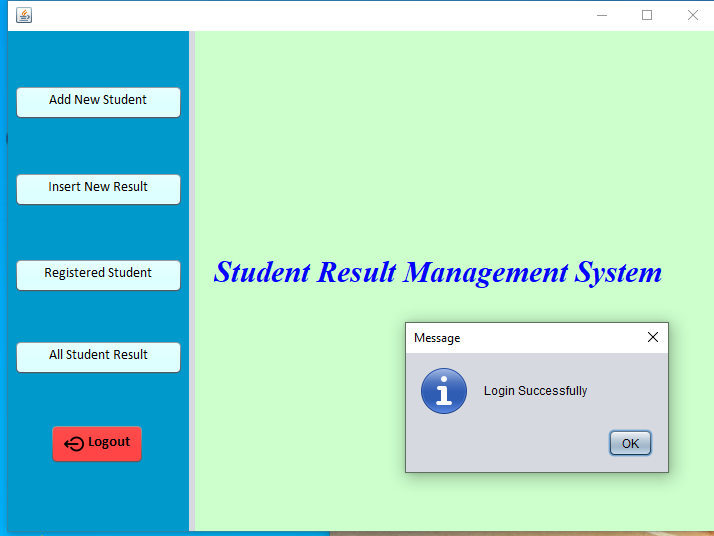 Add New Student
Insert New Result
Registered Student
All Student Result
Logout
Student Result Management System
Message
Login Successfully
OK